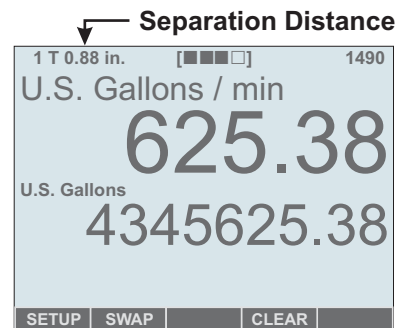 Separation Distance
1 T 0.88 in. [■■■□] 1490
U.S. Gallons / min
625.38
U.S. Gallons
4345625.38
SETUP SWAP CLEAR